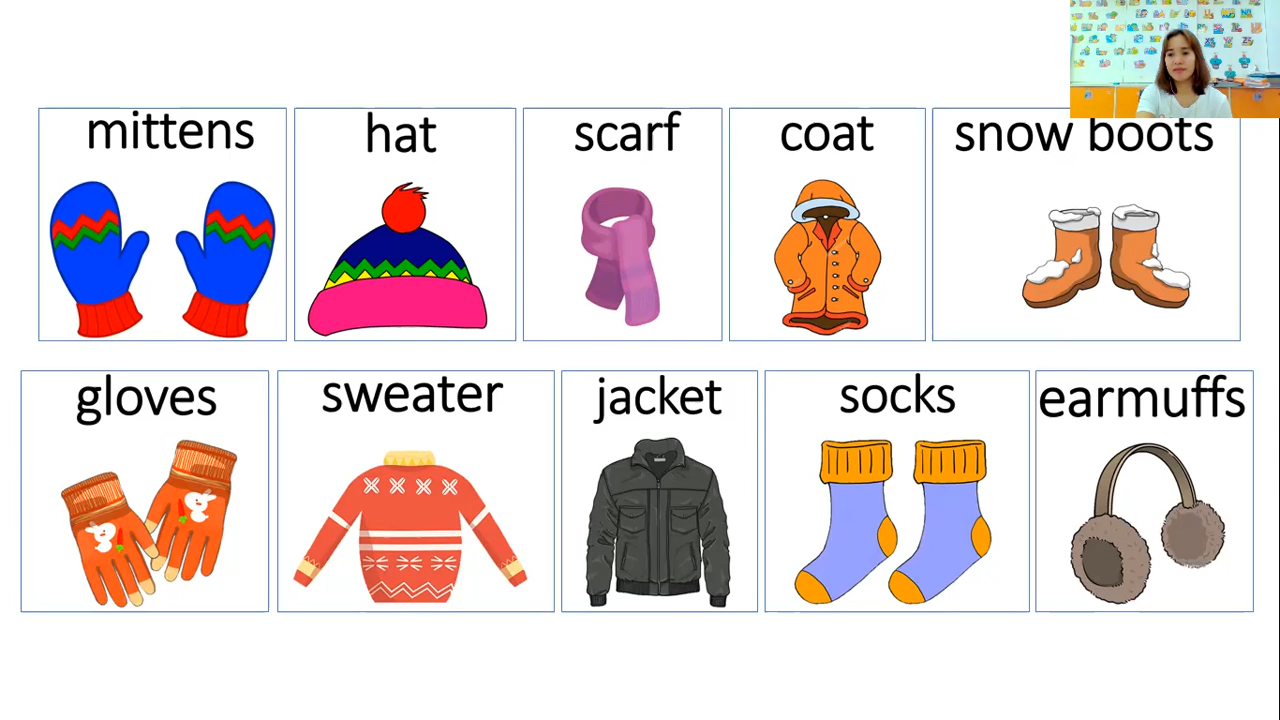 mittens
hat
scarf
coat
snow boots
gloves
sweater
jacket
socks
earmuffs